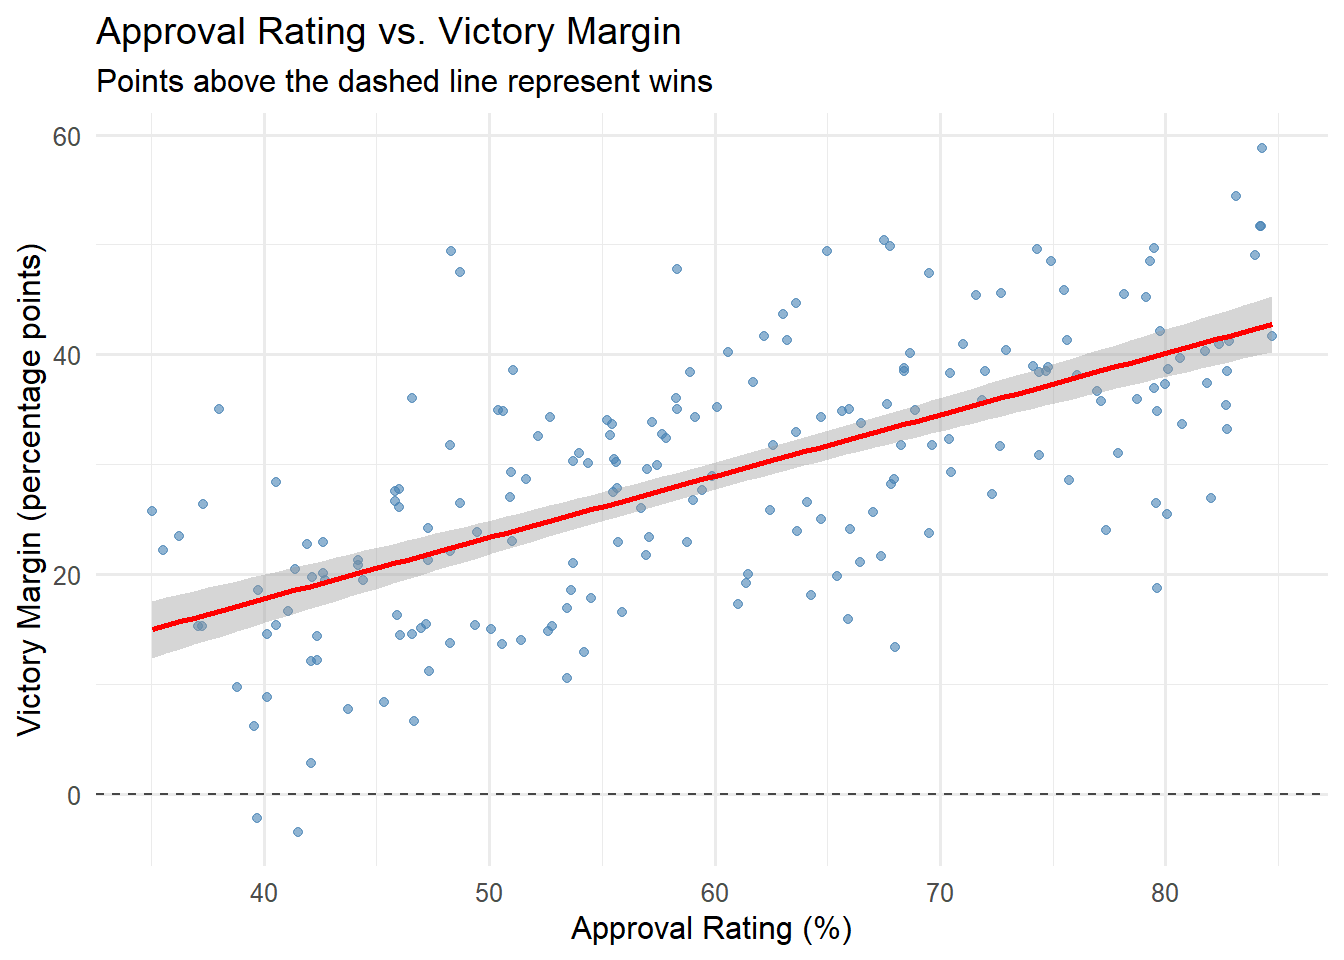 Approval Rating vs. Victory Margin
Points above the dashed line represent wins
Victory Margin (percentage points)
60
40
20
0
40 50 60 70 80
Approval Rating (%)